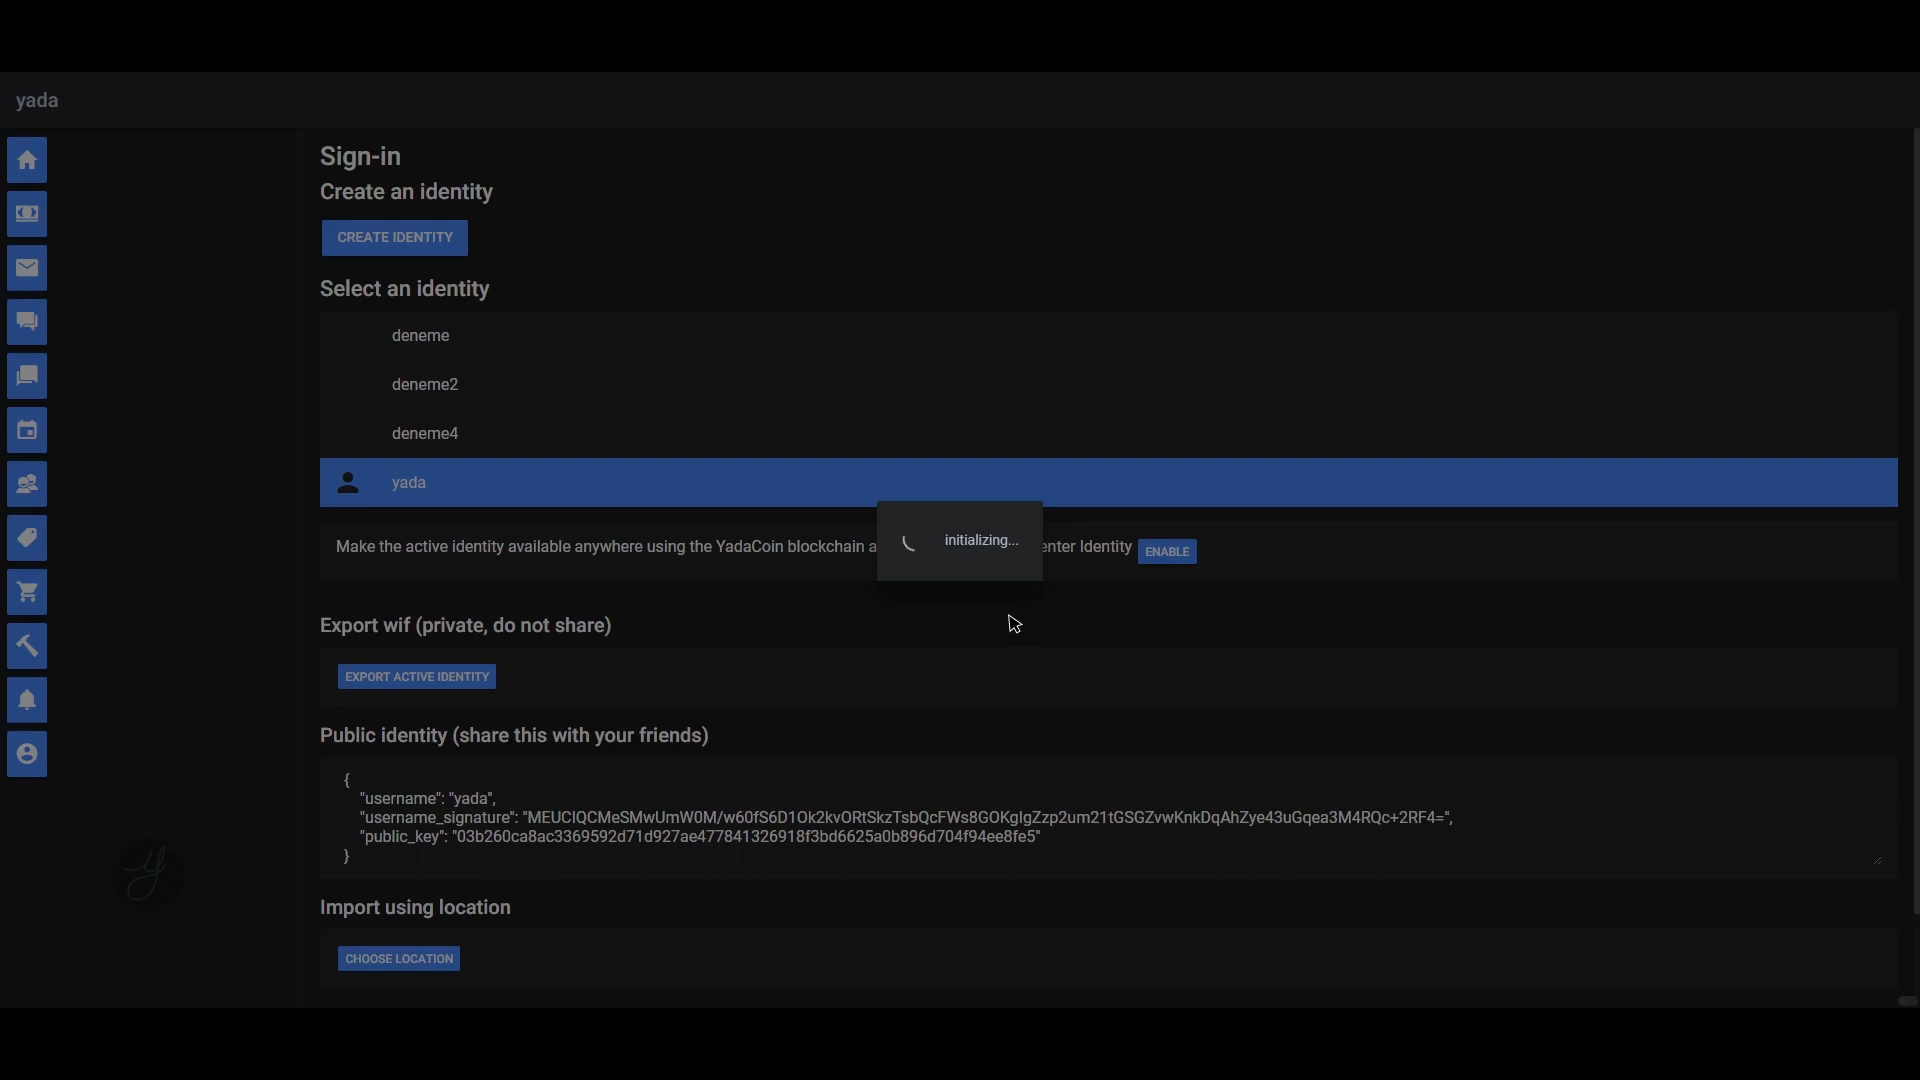 yada
Sign-in
Create an identity
CREATE IDENTITY
Select an identity
deneme
deneme2
deneme4
yada
Make the active identity available anywhere using the YadaCoin blockchain a
enter Identity ENABLE
initializing...
Export wif (private, do not share)
EXPORT ACTIVE IDENTITY
Public identity (share this with your friends)
{
"username": "yada",
"username_signature": "MEUCIQCMeSMwUmW0M/w60fS6D1Ok2kvORtSkzTsbQcFWs8GOKgIgZzp2um21tGSGZvwKnkDqAhZye43uGqea3M4RQc+2RF4=",
"public_key": "03b260ca8ac3369592d71d927ae477841326918f3bd6625a0b896d704f94ee8fe5"
}
Import using location
CHOOSE LOCATION